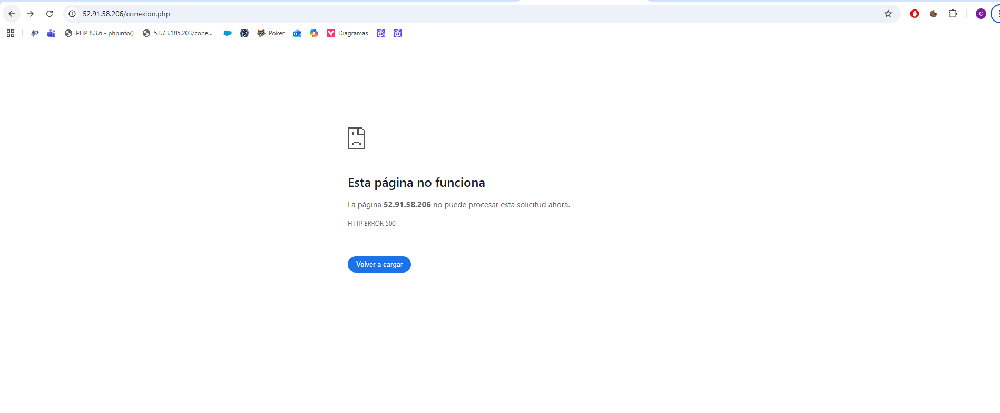 52.91.58.206/conexion.php
C
PHP 8.3.6 - phpinfo()
52.73.185.203/cone...
Poker
Diagramas
Esta página no funciona
La página 52.91.58.206 no puede procesar esta solicitud ahora.
HTTP ERROR 500
Volver a cargar